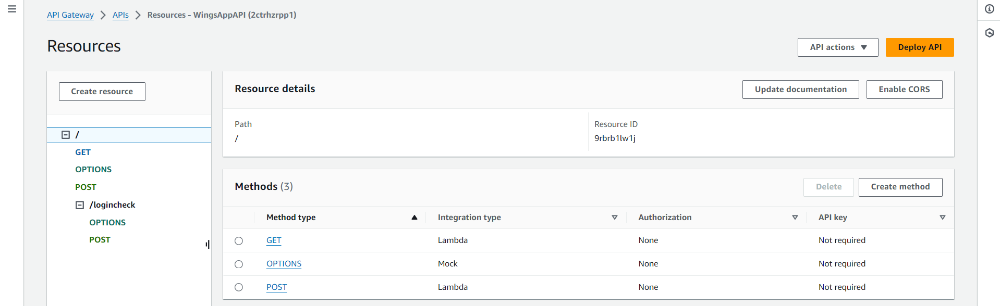 API Gateway > APIs > Resources - WingsAppAPI (2ctrhzrpp1)
Resources
API actions ▼ Deploy API
Create resource
/
GET
OPTIONS
POST
/logincheck
OPTIONS
POST
Resource details
Update documentation Enable CORS
Path Resource ID
/ 9rbrb1lw1j
Methods (3)
Delete Create method
Method type Integration type Authorization API key
GET Lambda None Not required
OPTIONS Mock None Not required
POST Lambda None Not required